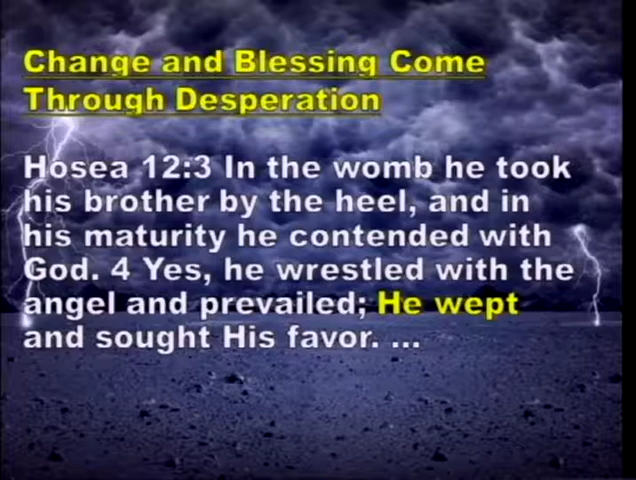 Change and Blessing Come
Through Desperation
Hosea 12:3 In the womb he took
his brother by the heel, and in
his maturity he contended with
God. 4 Yes, he wrestled with the
angel and prevailed; He wept
and sought His favor. ...